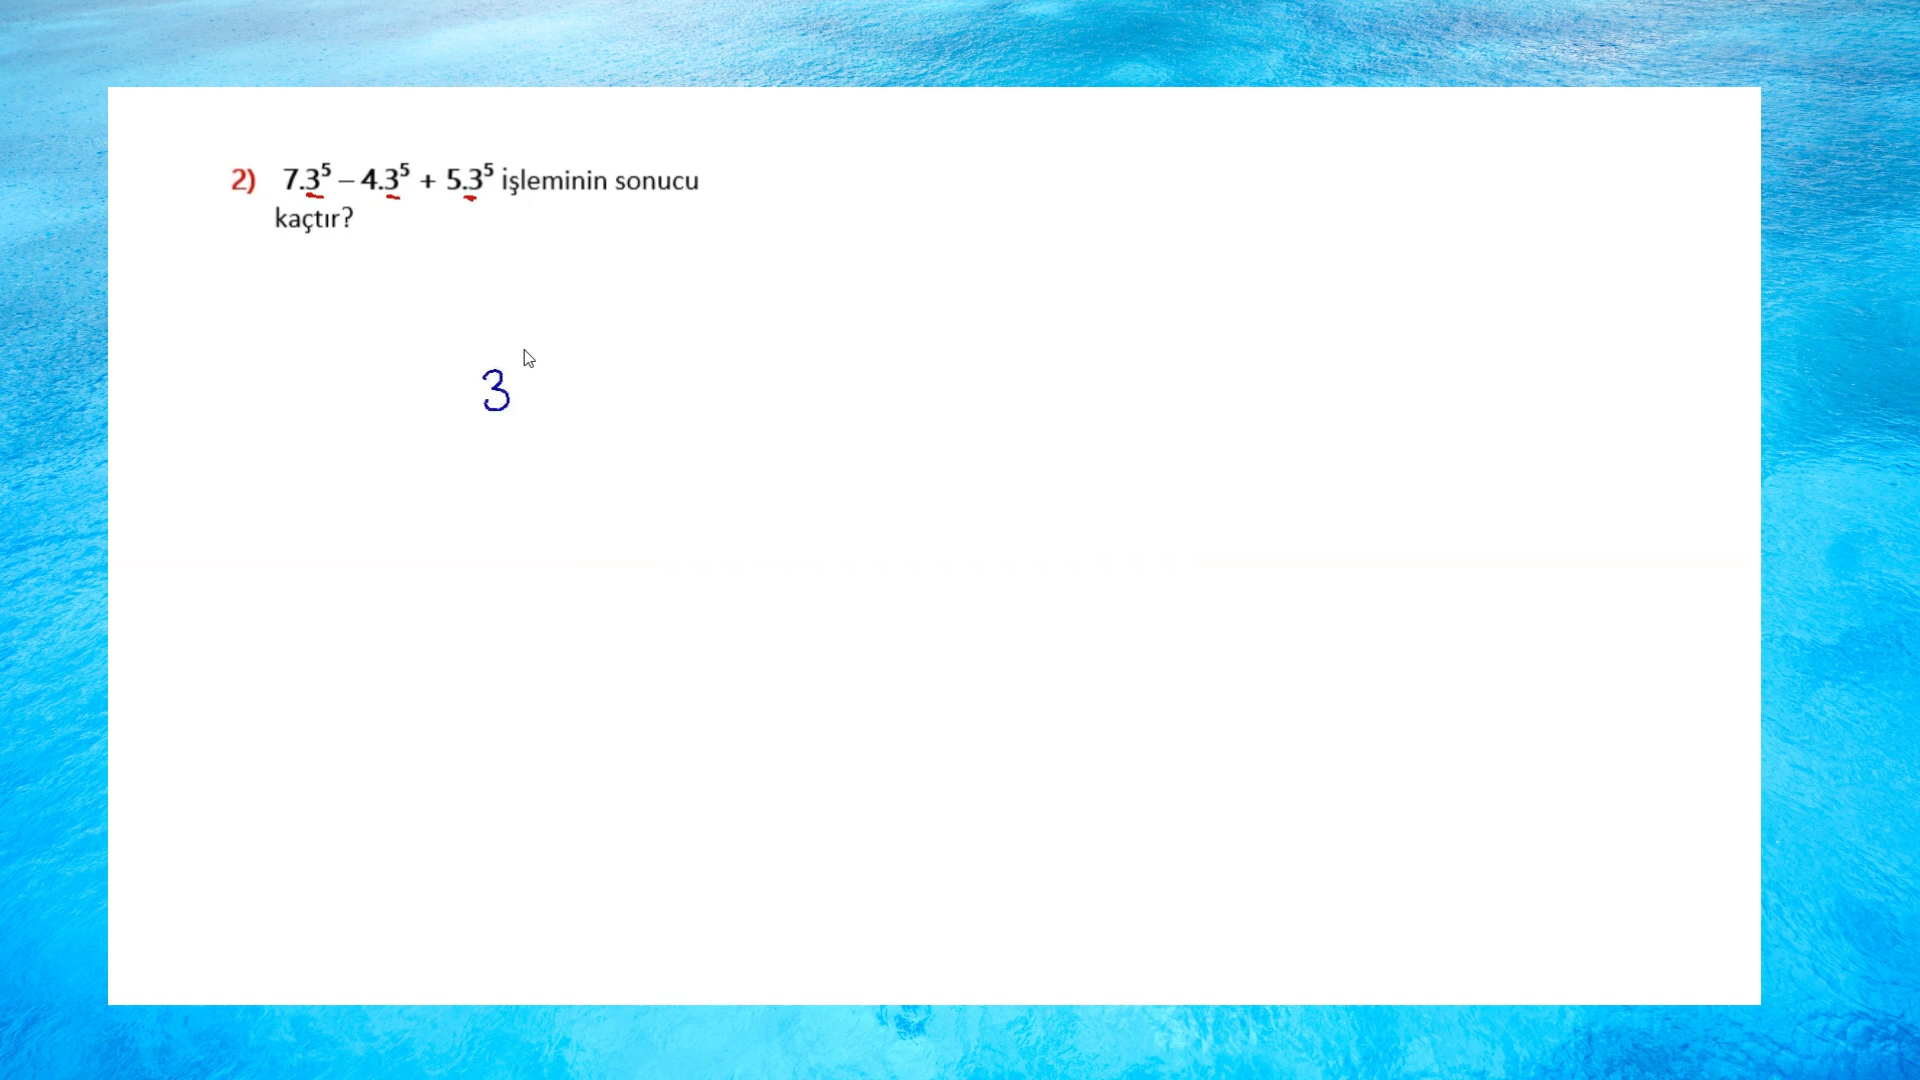 2) 7.3⁵ – 4.3⁵ + 5.3⁵ işleminin sonucu
kaçtır?
3